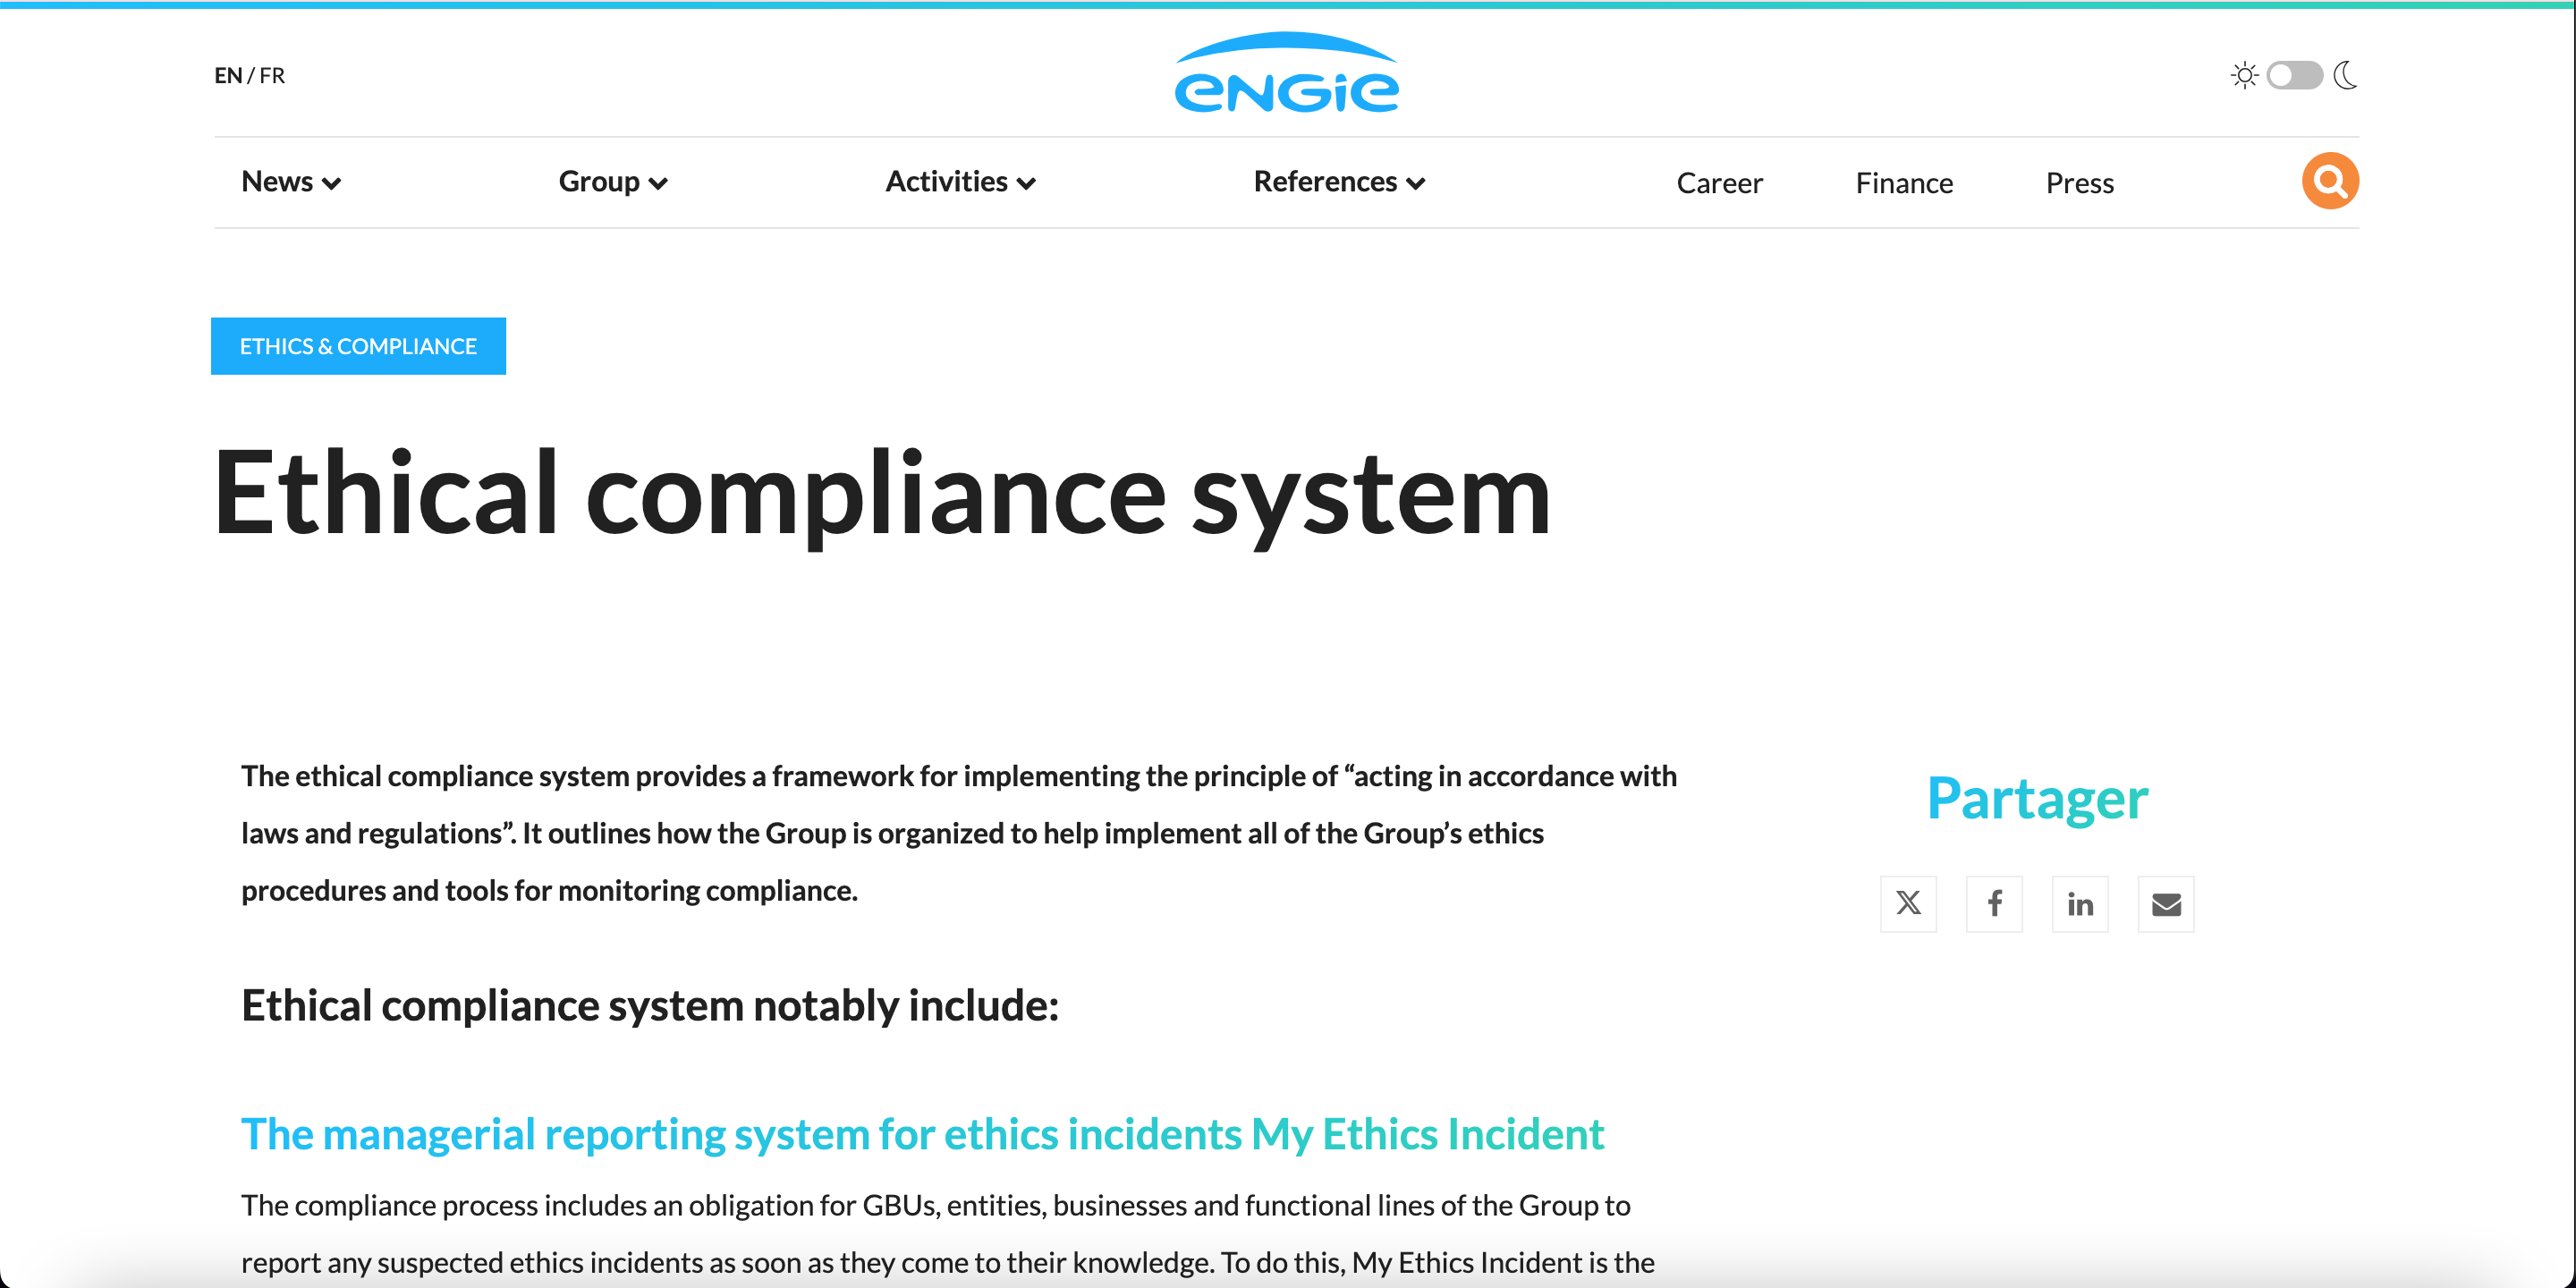 EN / FR
ENGIE
News
Group
Activities
References
Career
Finance
Press
ETHICS & COMPLIANCE
Ethical compliance system
The ethical compliance system provides a framework for implementing the principle of “acting in accordance with
laws and regulations”. It outlines how the Group is organized to help implement all of the Group’s ethics
procedures and tools for monitoring compliance.
Partager
X
f
in
Ethical compliance system notably include:
The managerial reporting system for ethics incidents My Ethics Incident
The compliance process includes an obligation for GBUs, entities, businesses and functional lines of the Group to
report any suspected ethics incidents as soon as they come to their knowledge. To do this, My Ethics Incident is the